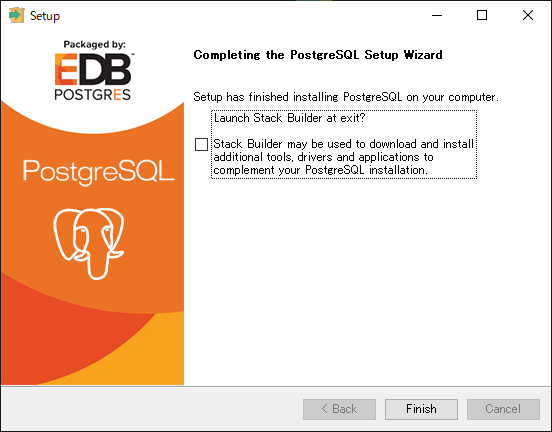 Setup
Packaged by:
EDB
POSTGRES
PostgreSQL
Completing the PostgreSQL Setup Wizard
Setup has finished installing PostgreSQL on your computer.
Launch Stack Builder at exit?
Stack Builder may be used to download and install
additional tools, drivers and applications to
complement your PostgreSQL installation.
< Back
Finish
Cancel